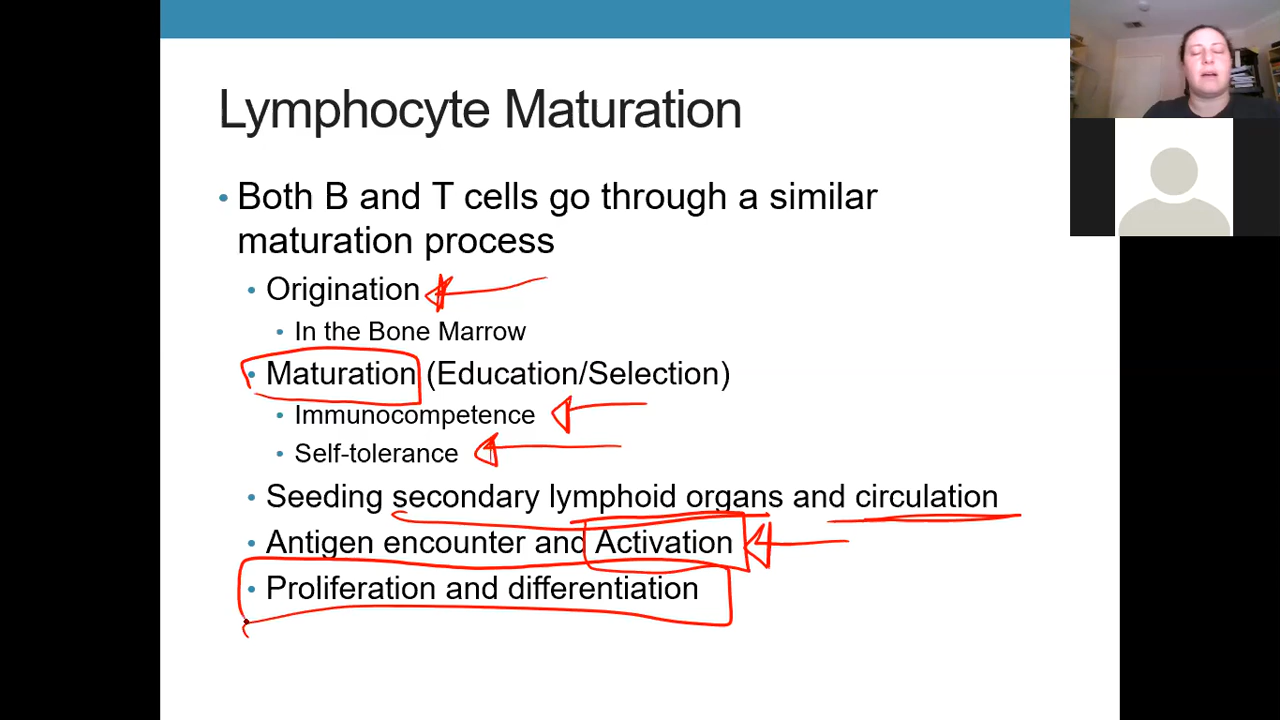 Lymphocyte Maturation
• Both B and T cells go through a similar
maturation process
• Origination
• In the Bone Marrow
• Maturation (Education/Selection)
• Immunocompetence
• Self-tolerance
• Seeding secondary lymphoid organs and circulation
• Antigen encounter and Activation
• Proliferation and differentiation